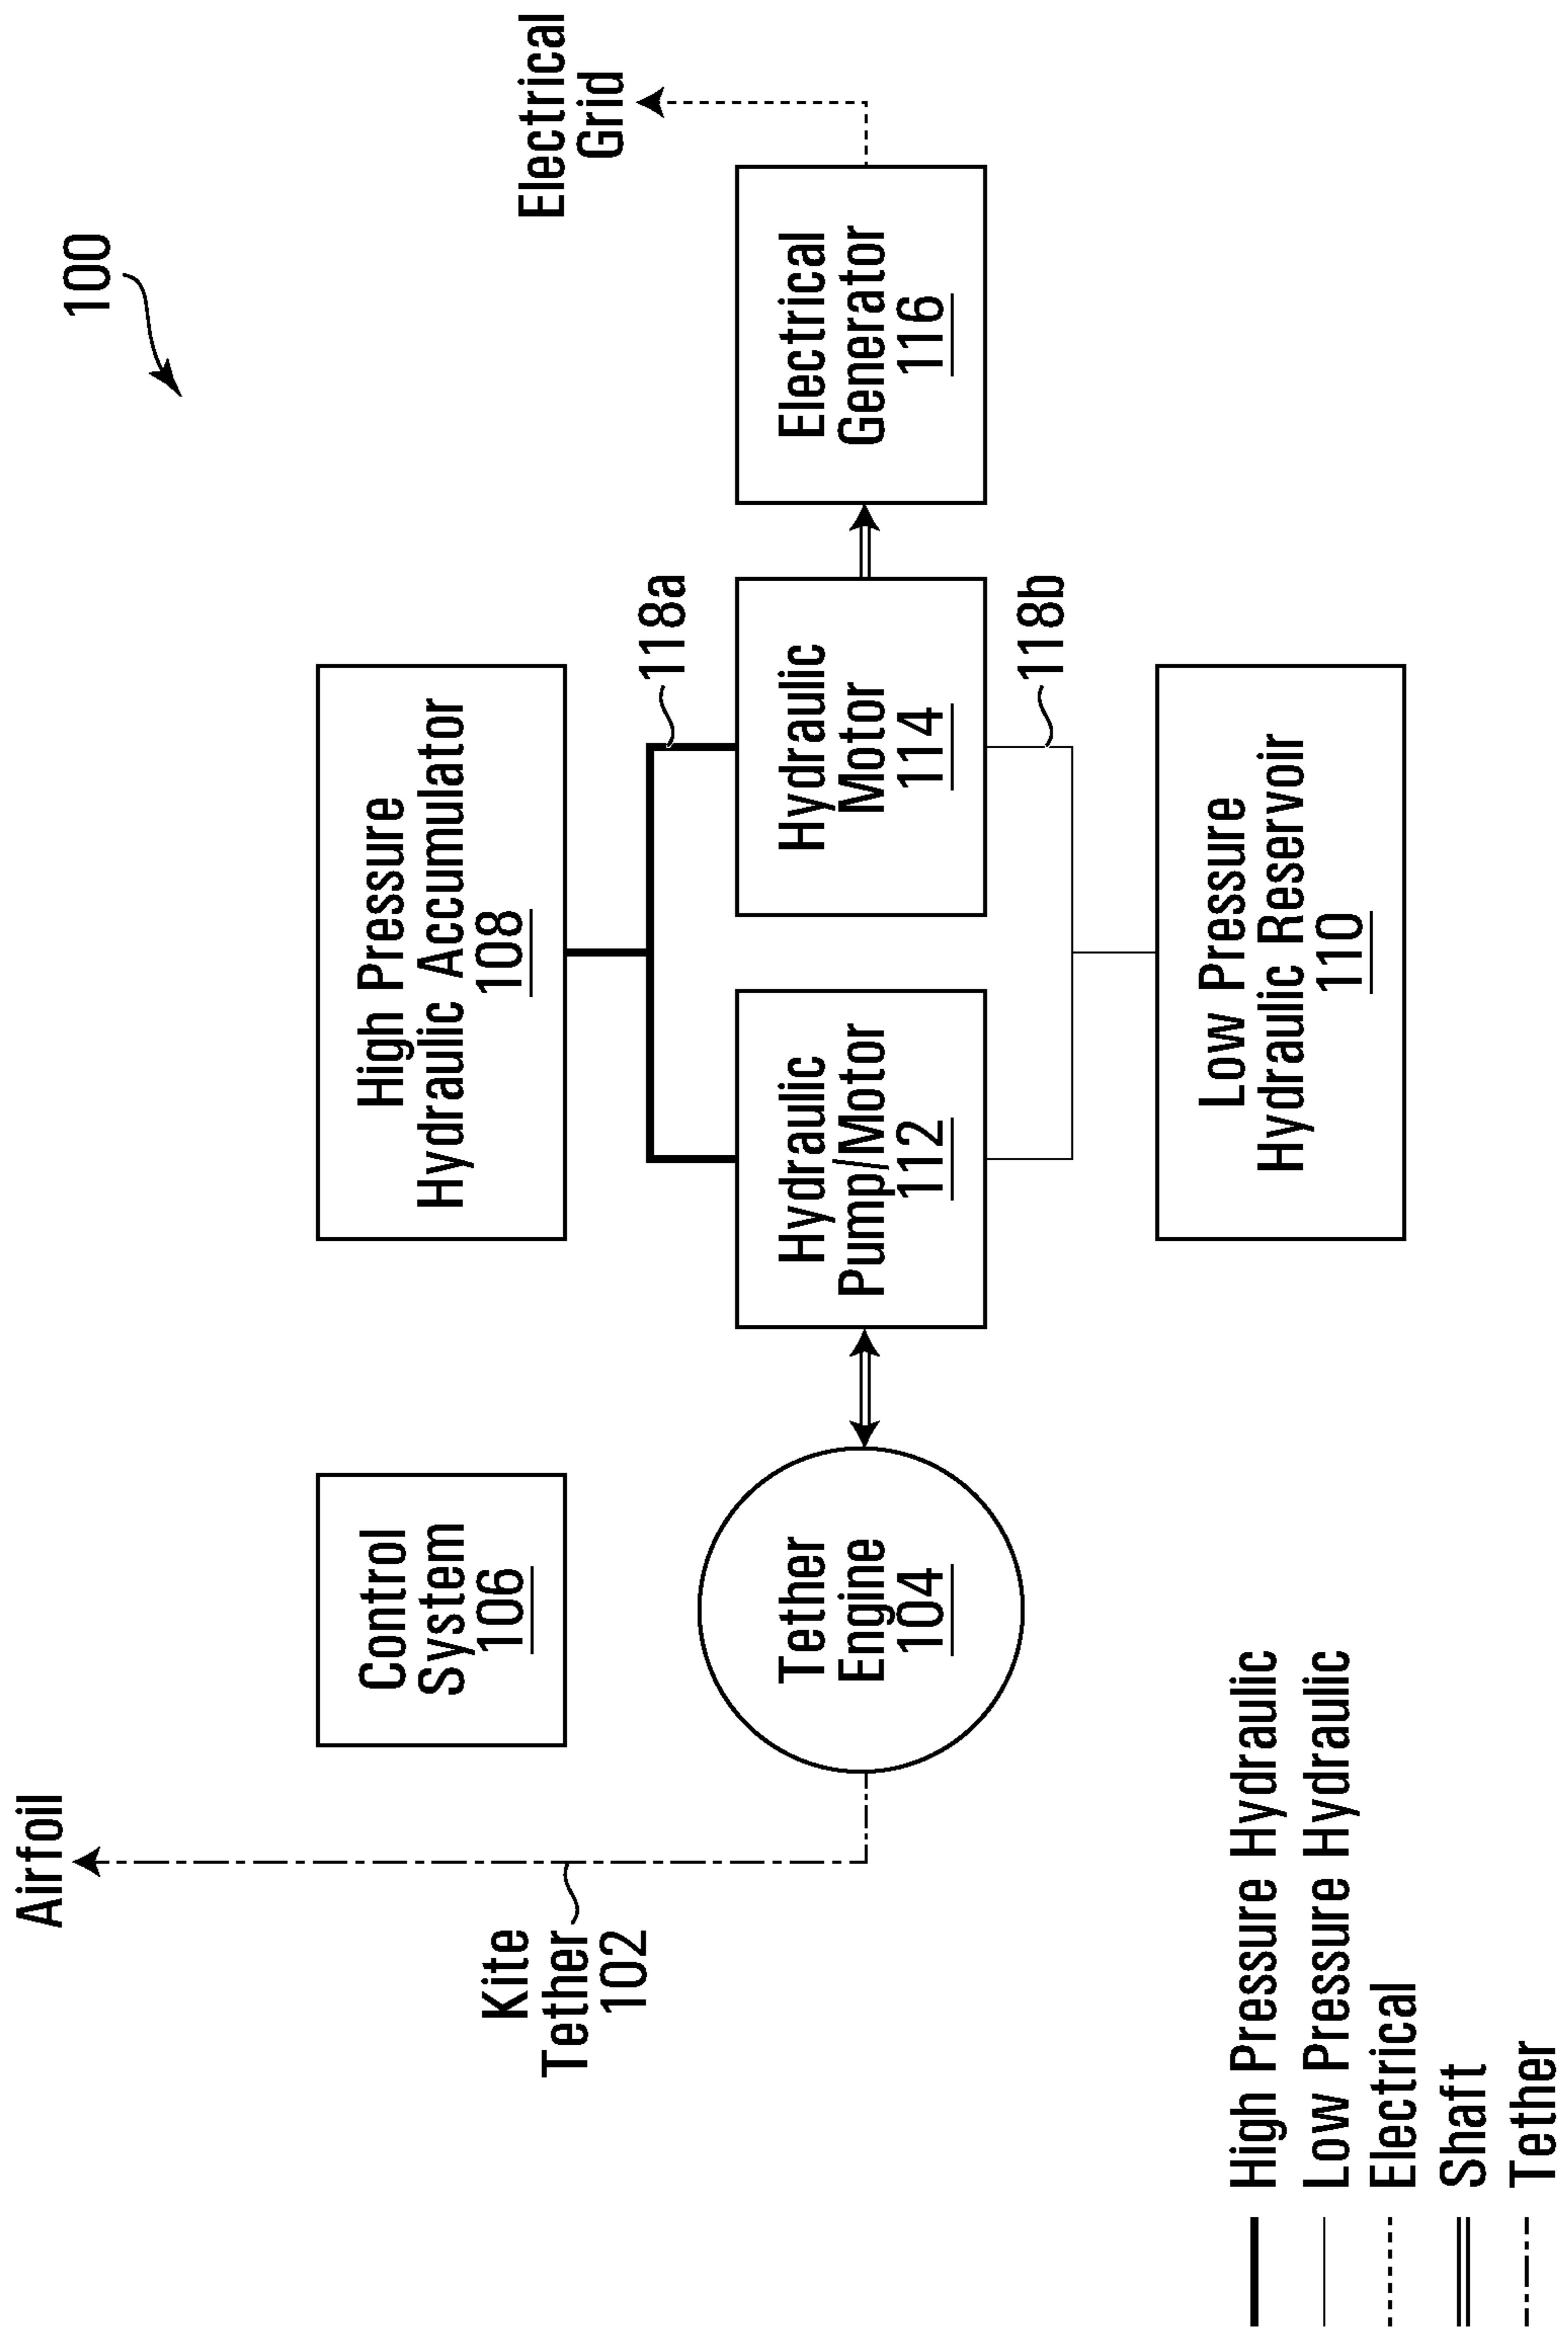 100
Airfoil
Electrical
Grid
Kite
Tether
102
Control
System
106
High Pressure
Hydraulic Accumulator
108
118a
Tether
Engine
104
Hydraulic
Pump/Motor
112
Hydraulic
Motor
114
Electrical
Generator
116
118b
Low Pressure
Hydraulic Reservoir
110
High Pressure Hydraulic
Low Pressure Hydraulic
Electrical
Shaft
Tether